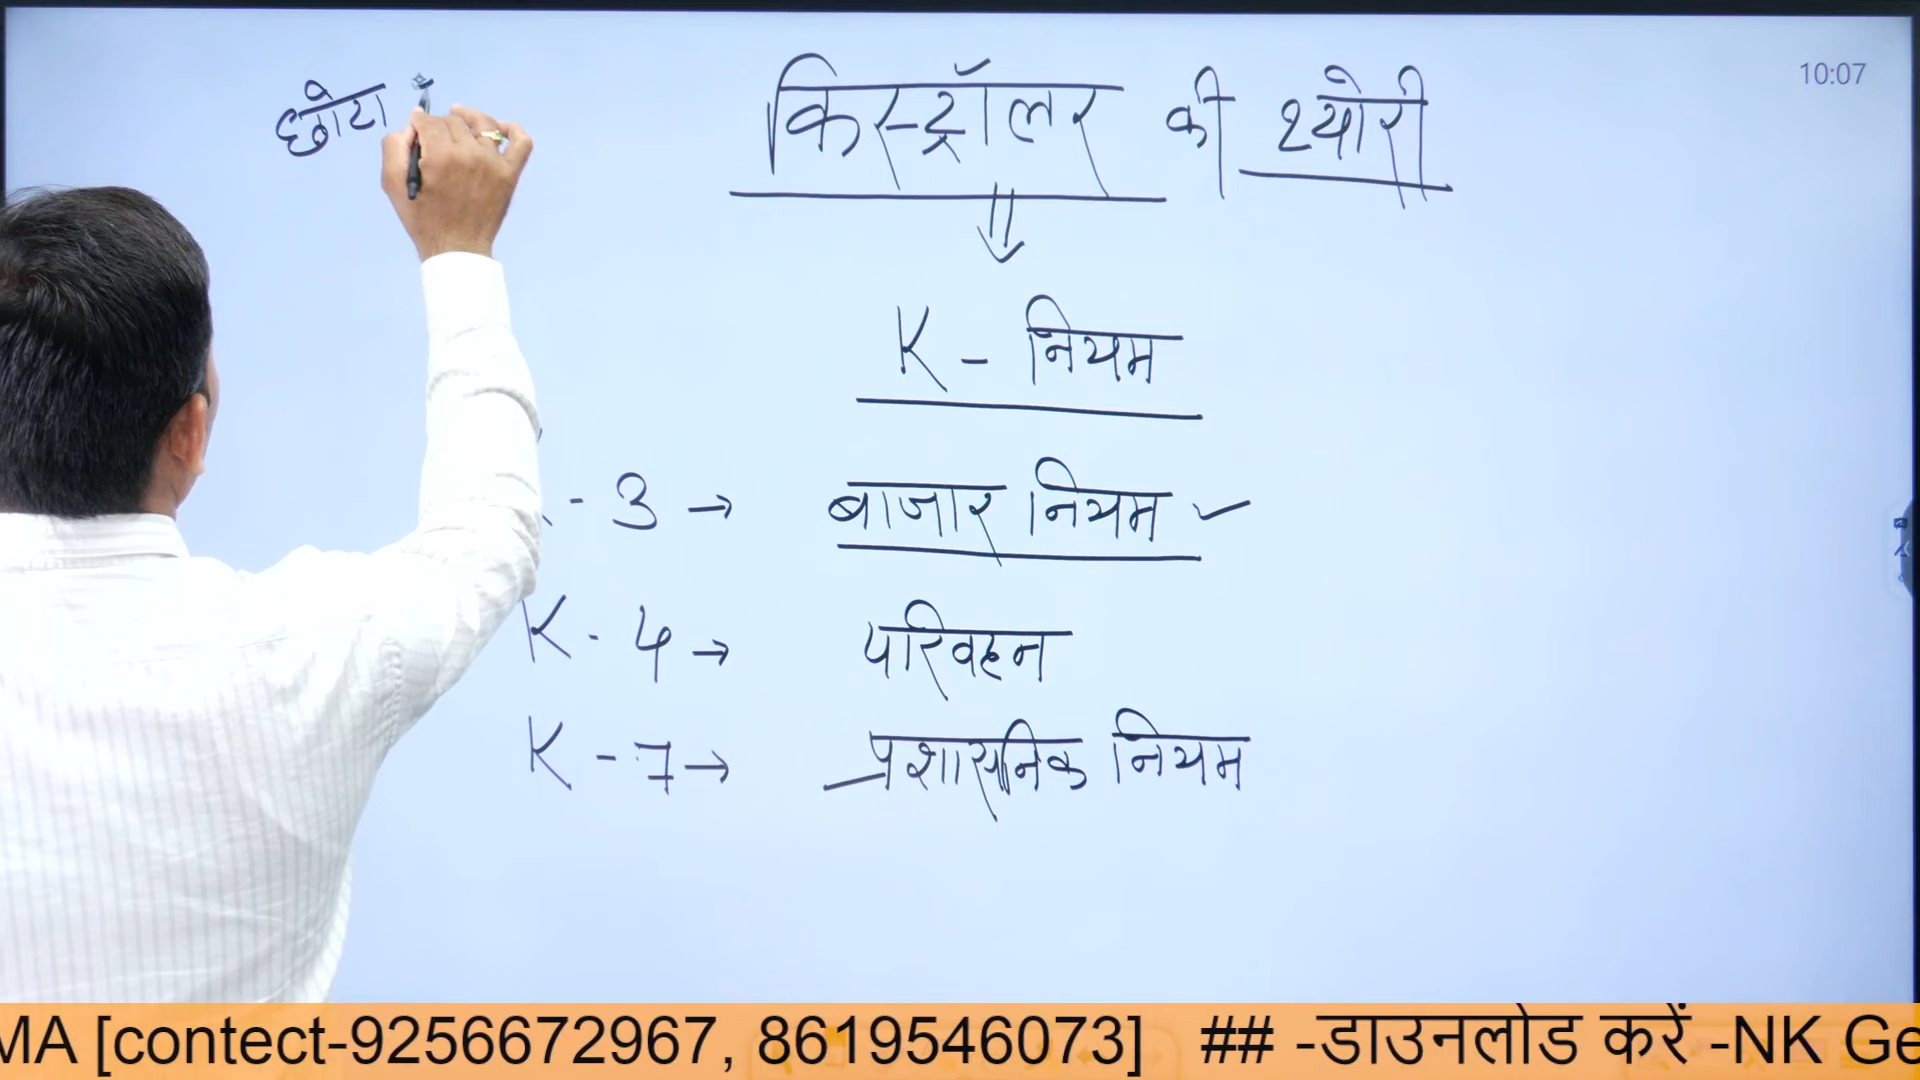 छोटा
किस्ट्रॉलर की थ्योरी
10:07
K - नियम
- 3 → बाजार नियम
K - 4 → परिवहन
K - 7 → प्रशासनिक नियम
MA [contect-9256672967, 8619546073] ## -डाउनलोड करें -NK Ge